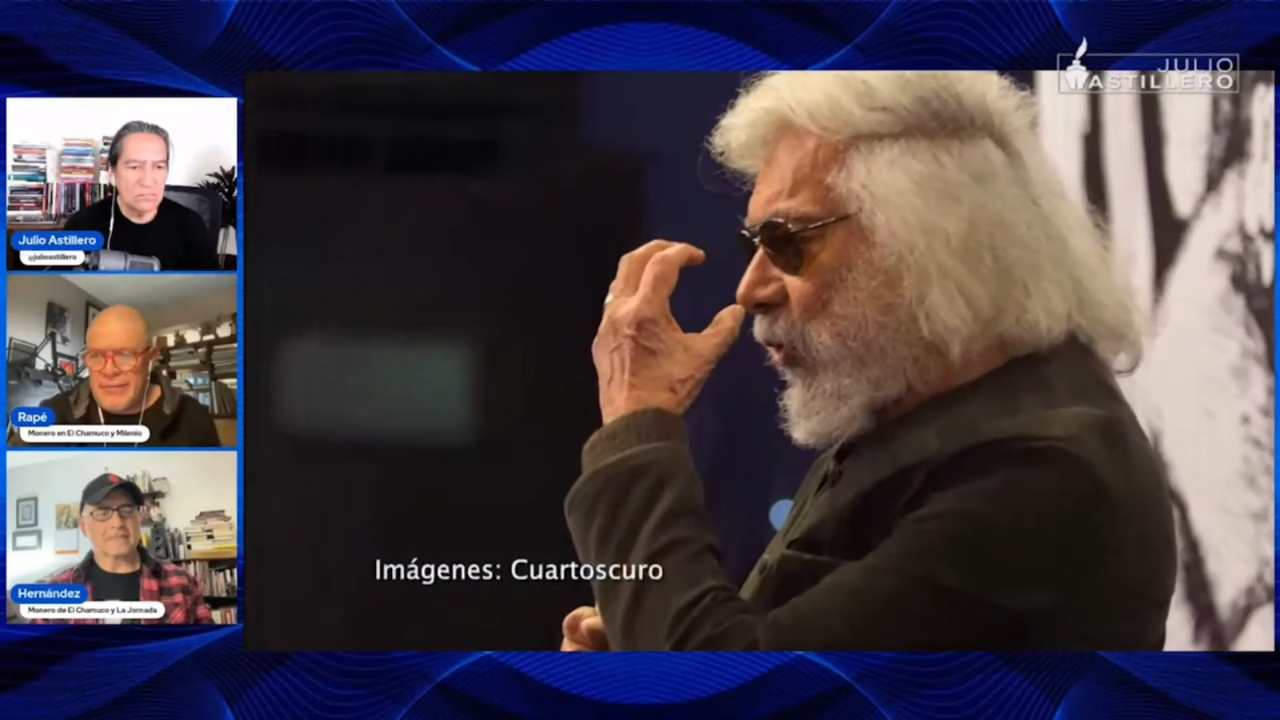 JULIO
ASTILLERO
Julio Astillero
@julioastillero
Rapé
Monero en El Chamuco y Milenio
Hernández
Monero de El Chamuco y La Jornada
Imágenes: Cuartoscuro